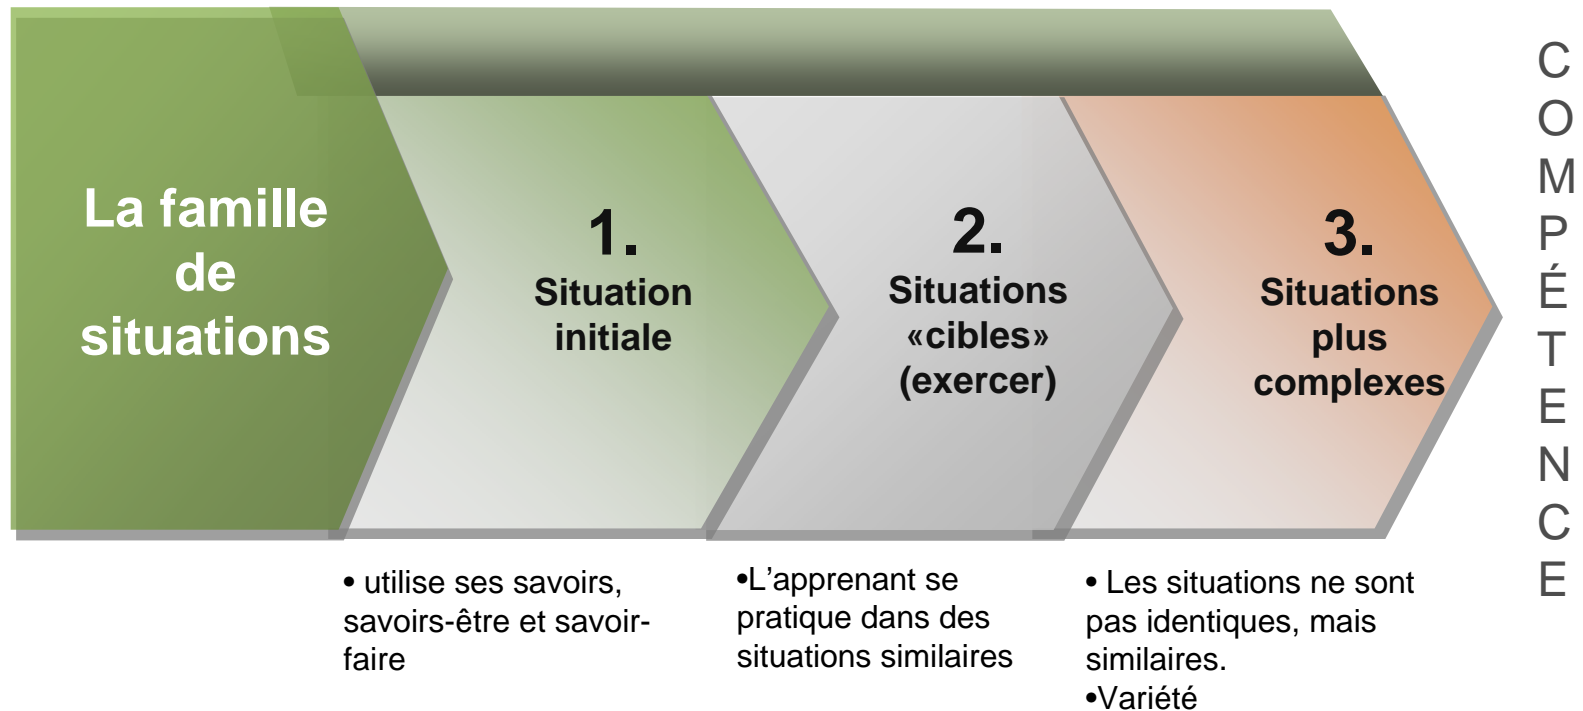 La famille
de
situations
1.
Situation
initiale
2.
Situations
«cibles»
(exercer)
3.
Situations
plus
complexes
• utilise ses savoirs,
savoirs-être et savoir-
faire
•L’apprenant se
pratique dans des
situations similaires
• Les situations ne sont
pas identiques, mais
similaires.
•Variété
C
O
M
P
É
T
E
N
C
E